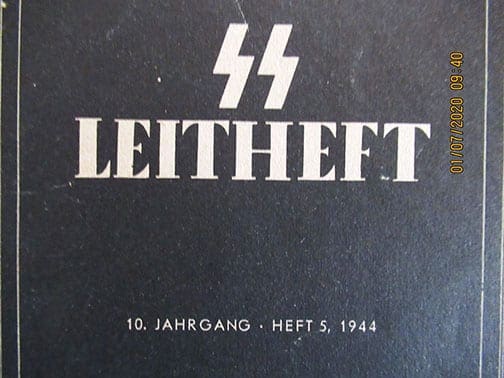 SS
LEITHEFT
10. JAHRGANG · HEFT 5, 1944
01/07/2020 09:40